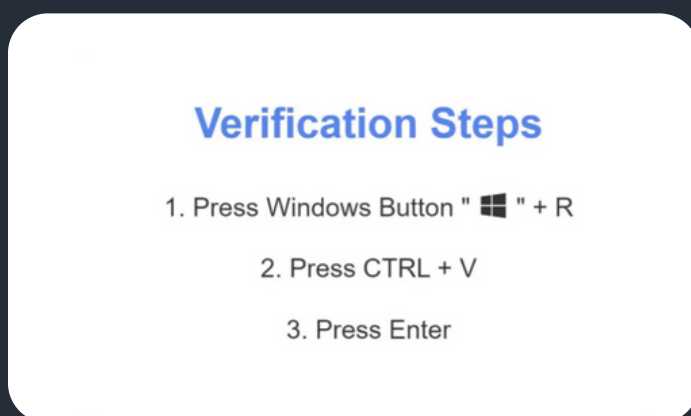 Verification Steps
1. Press Windows Button " " + R
2. Press CTRL + V
3. Press Enter